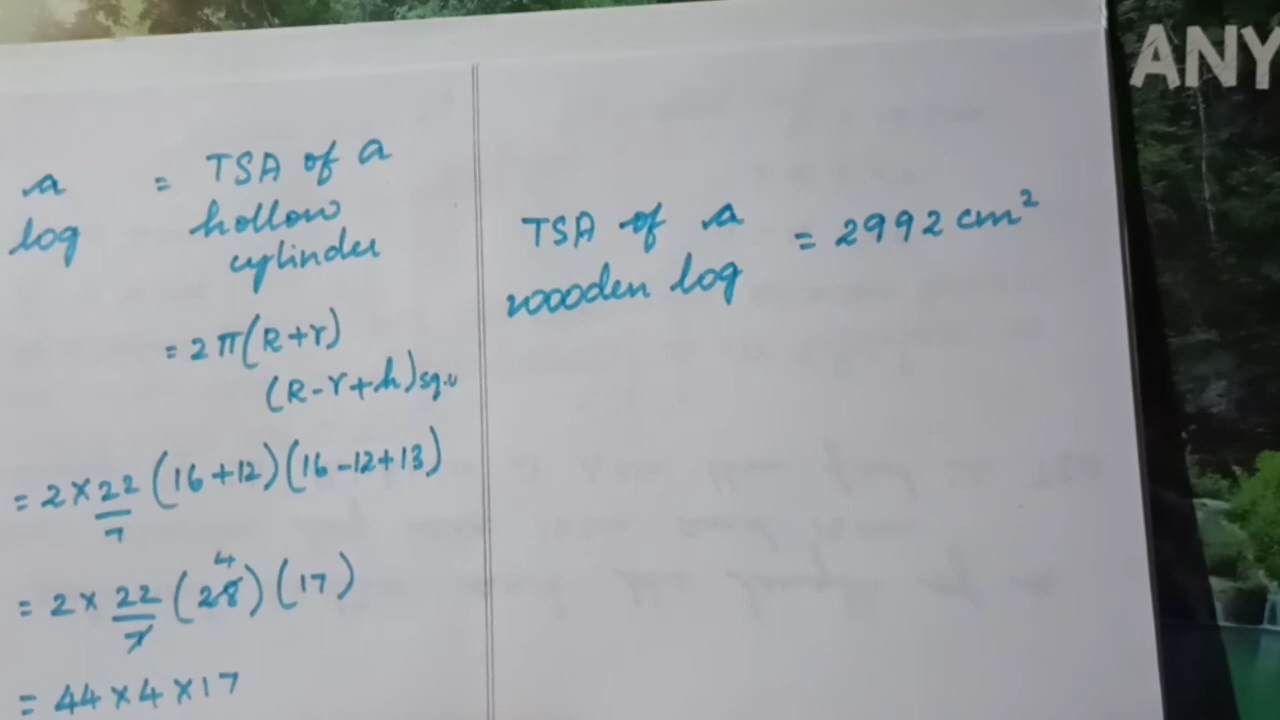 a = TSA of a
log hollow
cylinder
= 2π(R+r)
(R-r+h)sq.u
= 2×22/7 (16+12)(16-12+13)
= 2×22/7 (28)(17)
4
= 44×4×17
TSA of a = 2992 cm²
wooden log
ANY